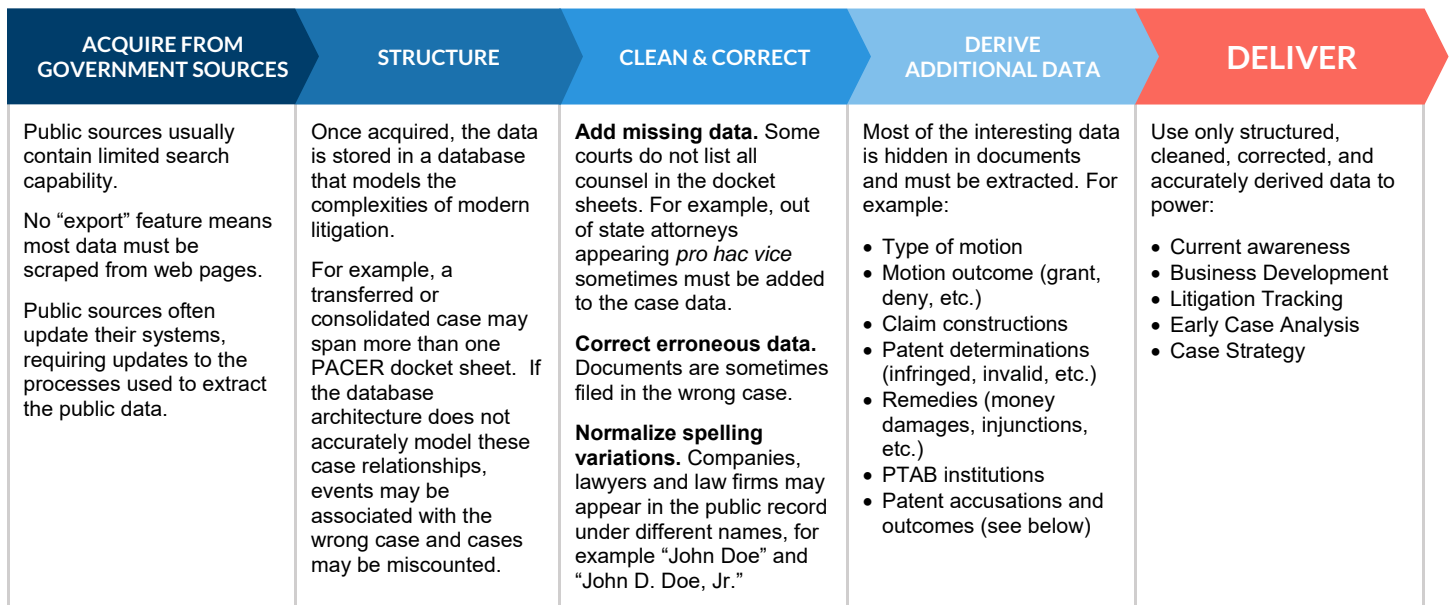 ACQUIRE FROM
GOVERNMENT SOURCES
STRUCTURE
CLEAN & CORRECT
DERIVE
ADDITIONAL DATA
DELIVER
Public sources usually
contain limited search
capability.
No “export” feature means
most data must be
scraped from web pages.
Public sources often
update their systems,
requiring updates to the
processes used to extract
the public data.
Once acquired, the data
is stored in a database
that models the
complexities of modern
litigation.
For example, a
transferred or
consolidated case may
span more than one
PACER docket sheet.  If
the database
architecture does not
accurately model these
case relationships,
events may be
associated with the
wrong case and cases
may be miscounted.
Add missing data. Some
courts do not list all
counsel in the docket
sheets. For example, out
of state attorneys
appearing pro hac vice
sometimes must be added
to the case data.
Correct erroneous data.
Documents are sometimes
filed in the wrong case.
Normalize spelling
variations. Companies,
lawyers and law firms may
appear in the public record
under different names, for
example “John Doe” and
“John D. Doe, Jr.”
Most of the interesting data
is hidden in documents
and must be extracted. For
example:
• Type of motion
• Motion outcome (grant,
deny, etc.)
• Claim constructions
• Patent determinations
(infringed, invalid, etc.)
• Remedies (money
damages, injunctions,
etc.)
• PTAB institutions
• Patent accusations and
outcomes (see below)
Use only structured,
cleaned, corrected, and
accurately derived data to
power:
• Current awareness
• Business Development
• Litigation Tracking
• Early Case Analysis
• Case Strategy